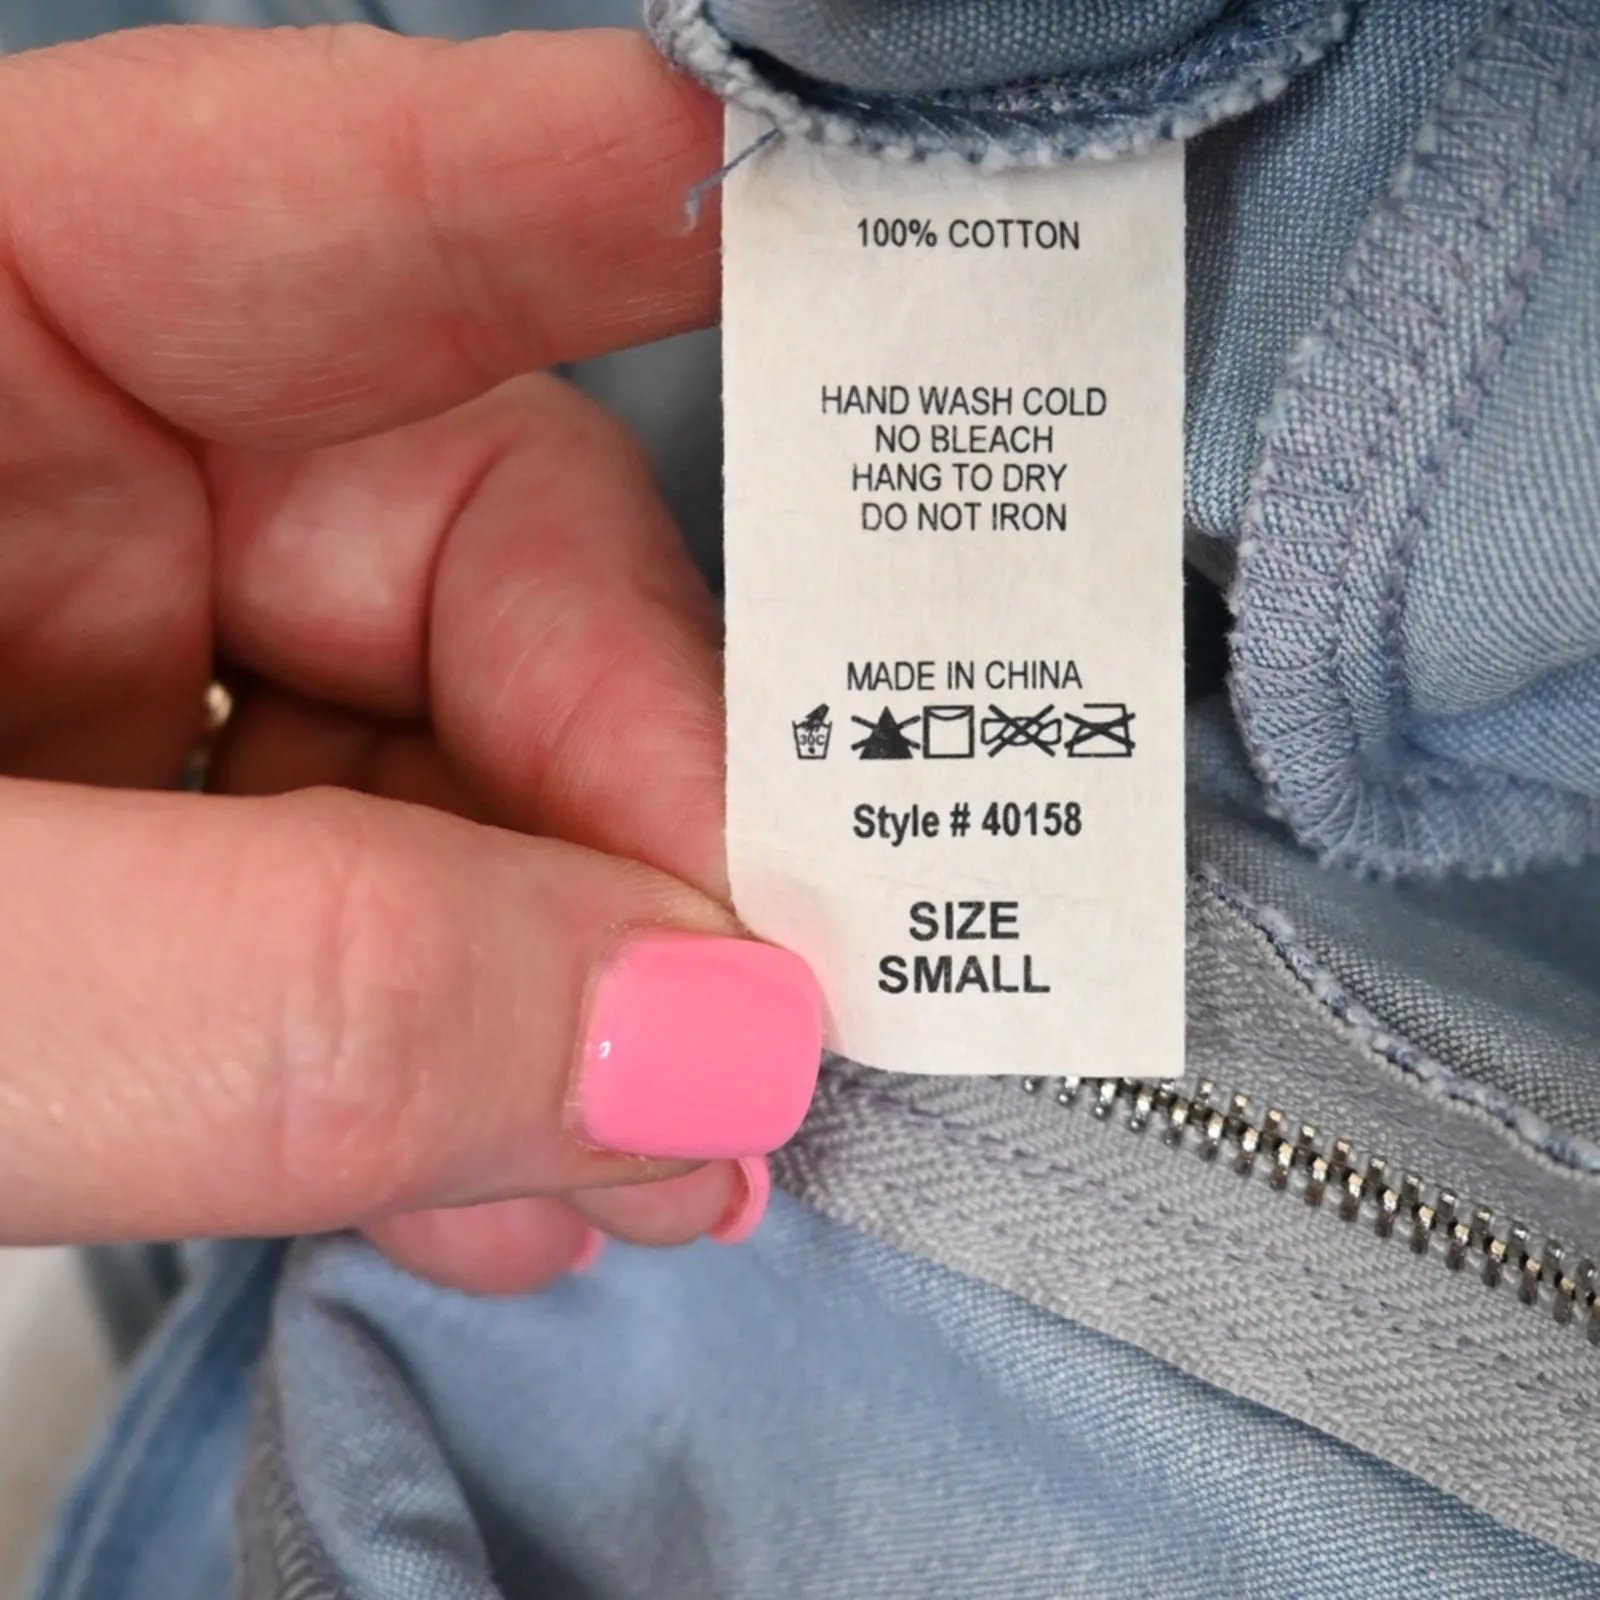 100% COTTON
HAND WASH COLD
NO BLEACH
HANG TO DRY
DO NOT IRON
MADE IN CHINA
30C
Style # 40158
SIZE
SMALL